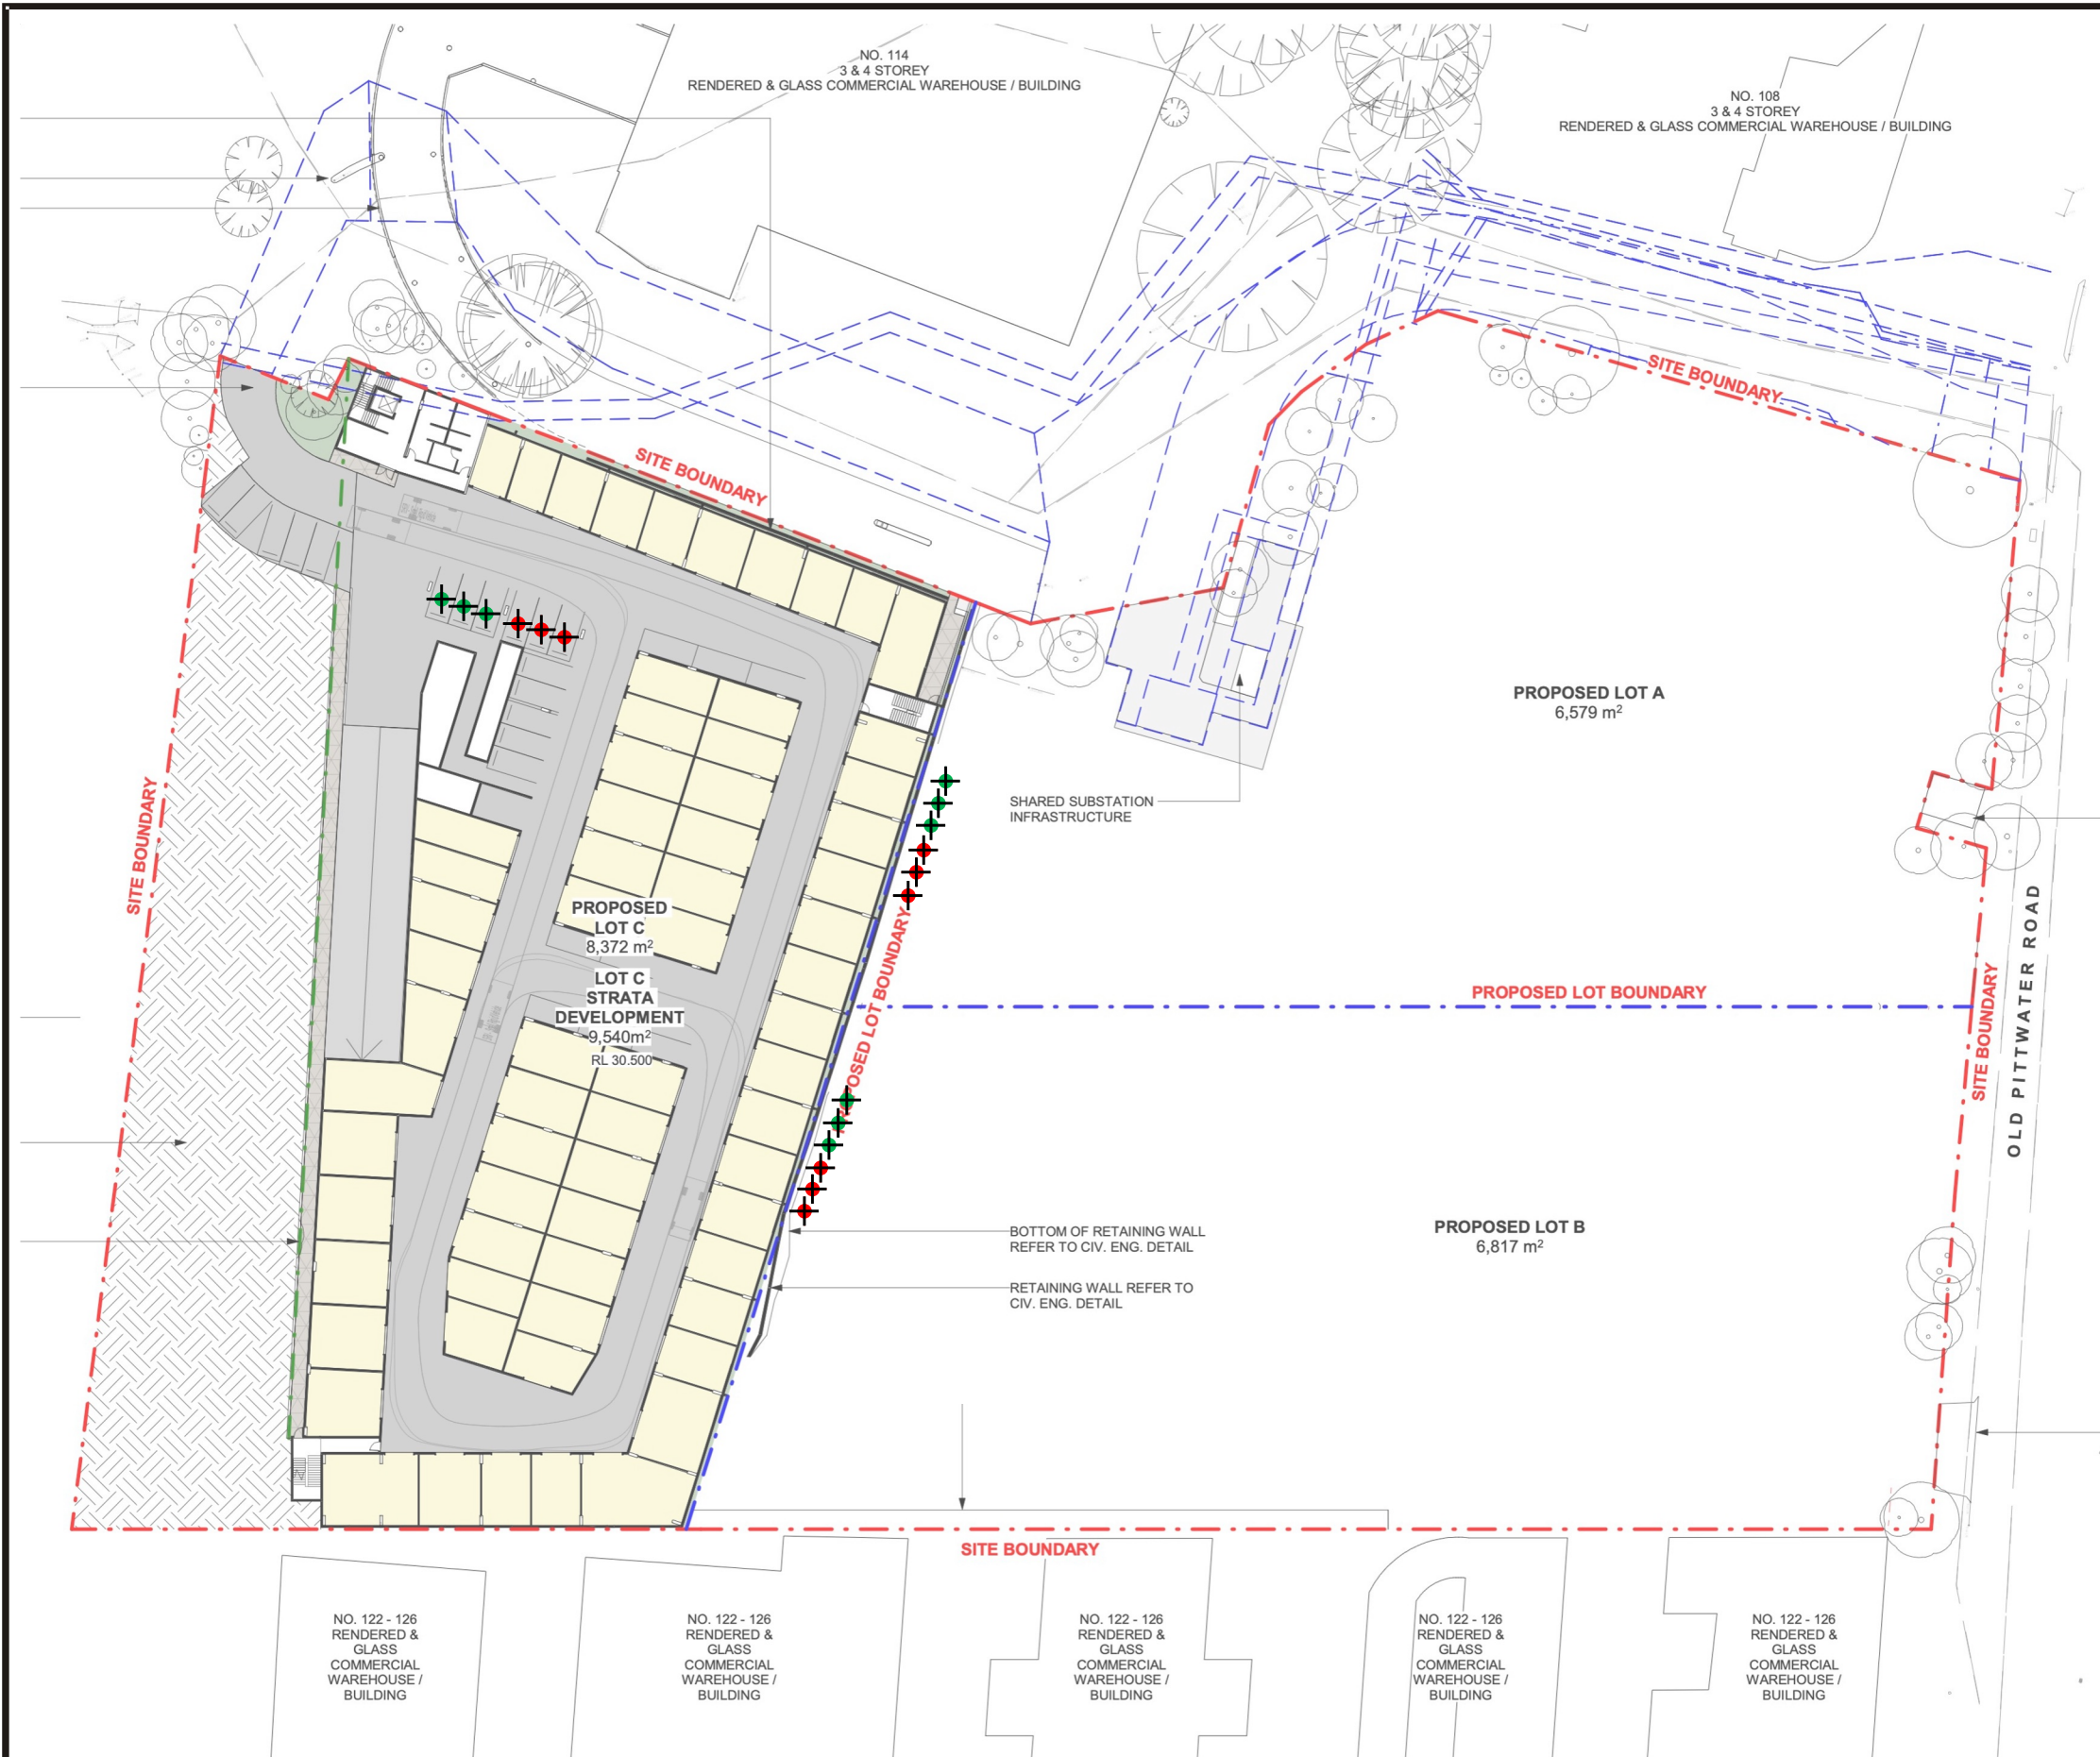 NO. 114
3 & 4 STOREY
RENDERED & GLASS COMMERCIAL WAREHOUSE / BUILDING
NO. 108
3 & 4 STOREY
RENDERED & GLASS COMMERCIAL WAREHOUSE / BUILDING
SITE BOUNDARY
SITE BOUNDARY
PROPOSED LOT A
6,579 m²
SHARED SUBSTATION
INFRASTRUCTURE
SITE BOUNDARY
PROPOSED
LOT C
8,372 m²
LOT C
STRATA
DEVELOPMENT
9,540m²
RL 30.500
PROPOSED LOT BOUNDARY
PROPOSED LOT BOUNDARY
SITE BOUNDARY
OLD PITTWATER ROAD
BOTTOM OF RETAINING WALL
REFER TO CIV. ENG. DETAIL
RETAINING WALL REFER TO
CIV. ENG. DETAIL
PROPOSED LOT B
6,817 m²
SITE BOUNDARY
NO. 122 - 126
RENDERED &
GLASS
COMMERCIAL
WAREHOUSE /
BUILDING
NO. 122 - 126
RENDERED &
GLASS
COMMERCIAL
WAREHOUSE /
BUILDING
NO. 122 - 126
RENDERED &
GLASS
COMMERCIAL
WAREHOUSE /
BUILDING
NO. 122 - 126
RENDERED &
GLASS
COMMERCIAL
WAREHOUSE /
BUILDING
NO. 122 - 126
RENDERED &
GLASS
COMMERCIAL
WAREHOUSE /
BUILDING